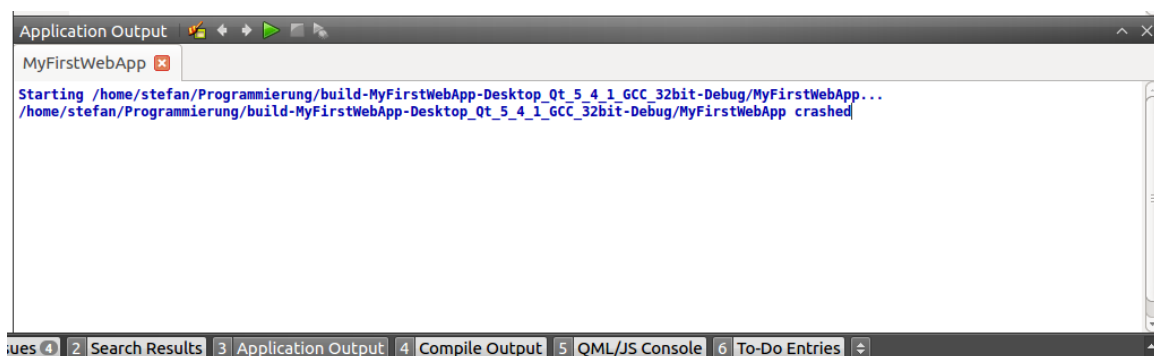 Application Output
MyFirstWebApp
Starting /home/stefan/Programmierung/build-MyFirstWebApp-Desktop_Qt_5_4_1_GCC_32bit-Debug/MyFirstWebApp...
/home/stefan/Programmierung/build-MyFirstWebApp-Desktop_Qt_5_4_1_GCC_32bit-Debug/MyFirstWebApp crashed
sues 4 2 Search Results 3 Application Output 4 Compile Output 5 QML/JS Console 6 To-Do Entries